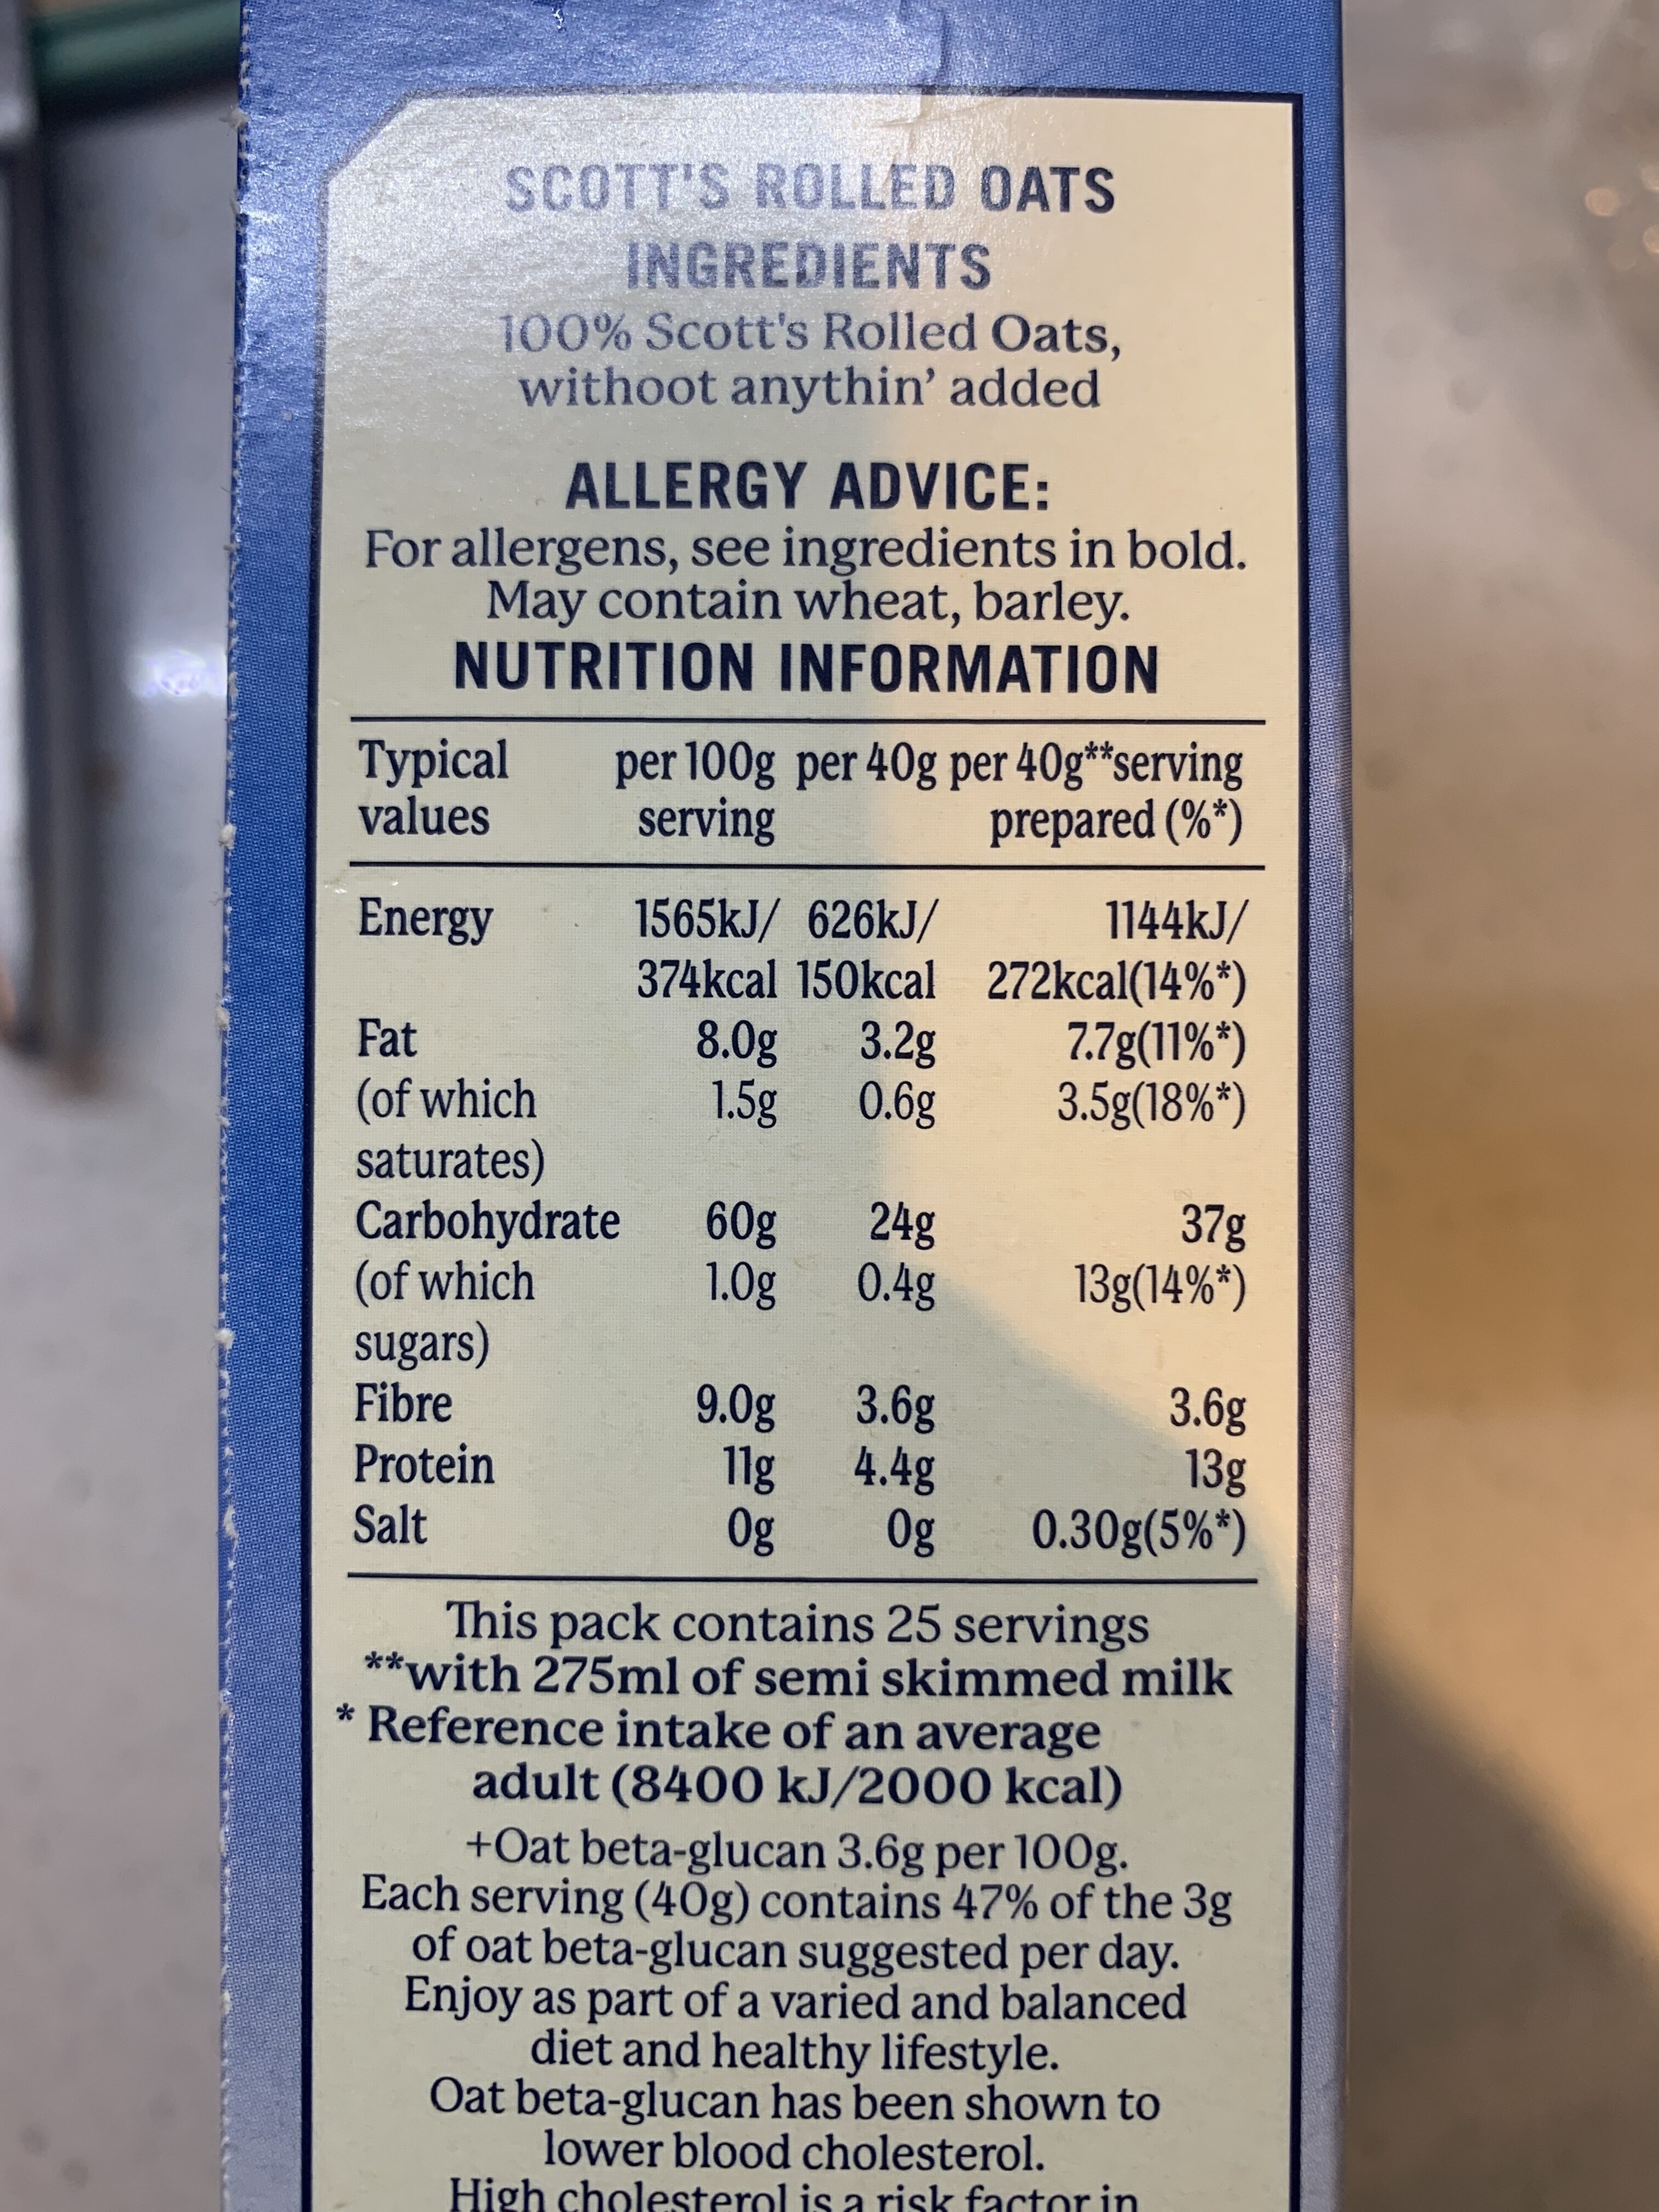 SCOTT'S ROLLED OATS
INGREDIENTS
100% Scott's Rolled Oats,
withoot anythin’ added
ALLERGY ADVICE:
For allergens, see ingredients in bold.
May contain wheat, barley.
NUTRITION INFORMATION
Typical per 100g per 40g per 40g**serving
values serving prepared (%*)
Energy 1565kJ/ 626kJ/ 1144kJ/
374kcal 150kcal 272kcal(14%*)
Fat 8.0g 3.2g 7.7g(11%*)
(of which 1.5g 0.6g 3.5g(18%*)
saturates)
Carbohydrate 60g 24g 37g
(of which 1.0g 0.4g 13g(14%*)
sugars)
Fibre 9.0g 3.6g 3.6g
Protein 11g 4.4g 13g
Salt 0g 0g 0.30g(5%*)
This pack contains 25 servings
**with 275ml of semi skimmed milk
* Reference intake of an average
adult (8400 kJ/2000 kcal)
+Oat beta-glucan 3.6g per 100g.
Each serving (40g) contains 47% of the 3g
of oat beta-glucan suggested per day.
Enjoy as part of a varied and balanced
diet and healthy lifestyle.
Oat beta-glucan has been shown to
lower blood cholesterol.
High cholesterol is a risk factor in